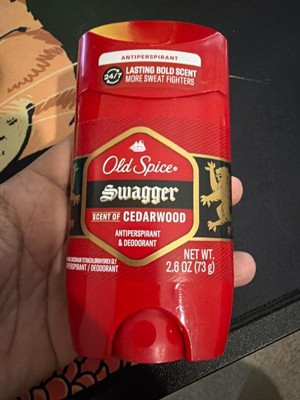 ANTIPERSPIRANT
24/7
LASTING BOLD SCENT
MORE SWEAT FIGHTERS
Old Spice®
Swagger
SCENT OF CEDARWOOD
ANTIPERSPIRANT
& DEODORANT
/ DEODORANT
NET WT.
2.6 OZ (73 g)